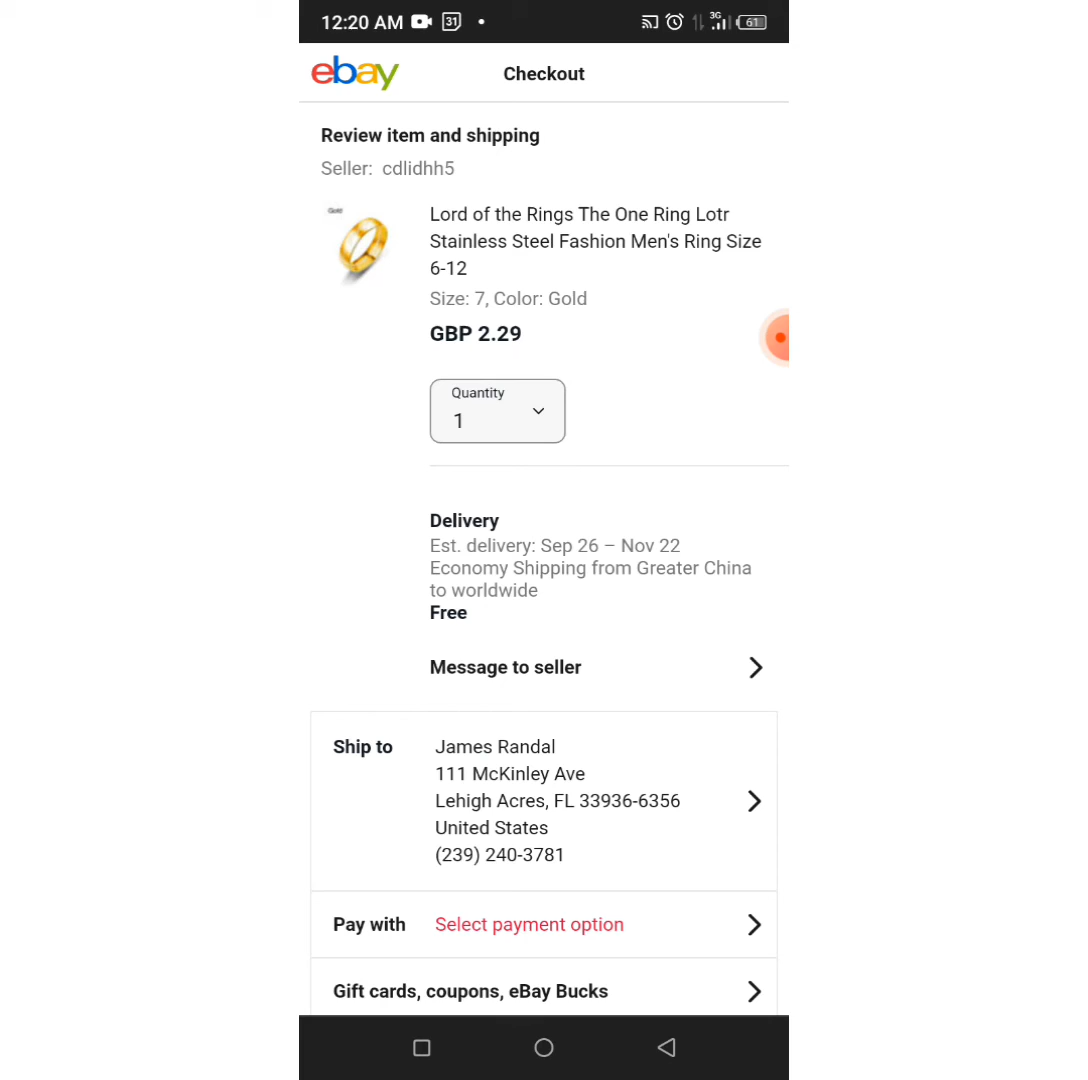 12:20 AM 31 3G 61
ebay Checkout
Review item and shipping
Seller: cdlidhh5
Gold
Lord of the Rings The One Ring Lotr
Stainless Steel Fashion Men's Ring Size
6-12
Size: 7, Color: Gold
GBP 2.29
Quantity
1
Delivery
Est. delivery: Sep 26 – Nov 22
Economy Shipping from Greater China
to worldwide
Free
Message to seller
Ship to James Randal
111 McKinley Ave
Lehigh Acres, FL 33936-6356
United States
(239) 240-3781
Pay with Select payment option
Gift cards, coupons, eBay Bucks